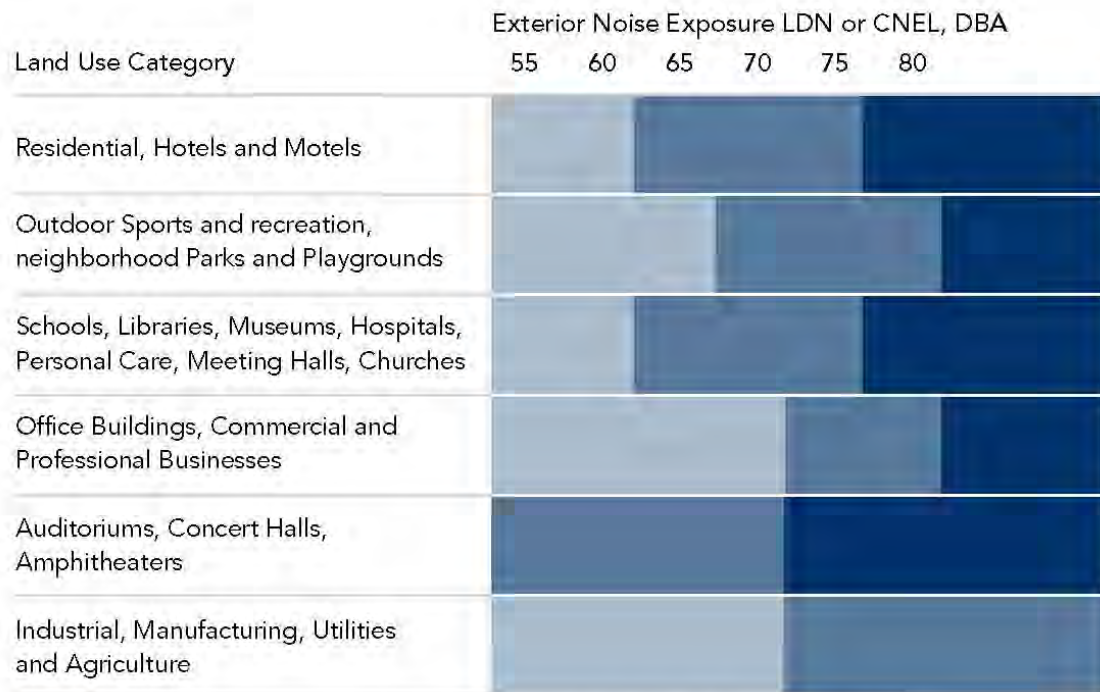 Exterior Noise Exposure LDN or CNEL, DBA
Land Use Category 55 60 65 70 75 80
Residential, Hotels and Motels
Outdoor Sports and recreation,
neighborhood Parks and Playgrounds
Schools, Libraries, Museums, Hospitals,
Personal Care, Meeting Halls, Churches
Office Buildings, Commercial and
Professional Businesses
Auditoriums, Concert Halls,
Amphitheaters
Industrial, Manufacturing, Utilities
and Agriculture